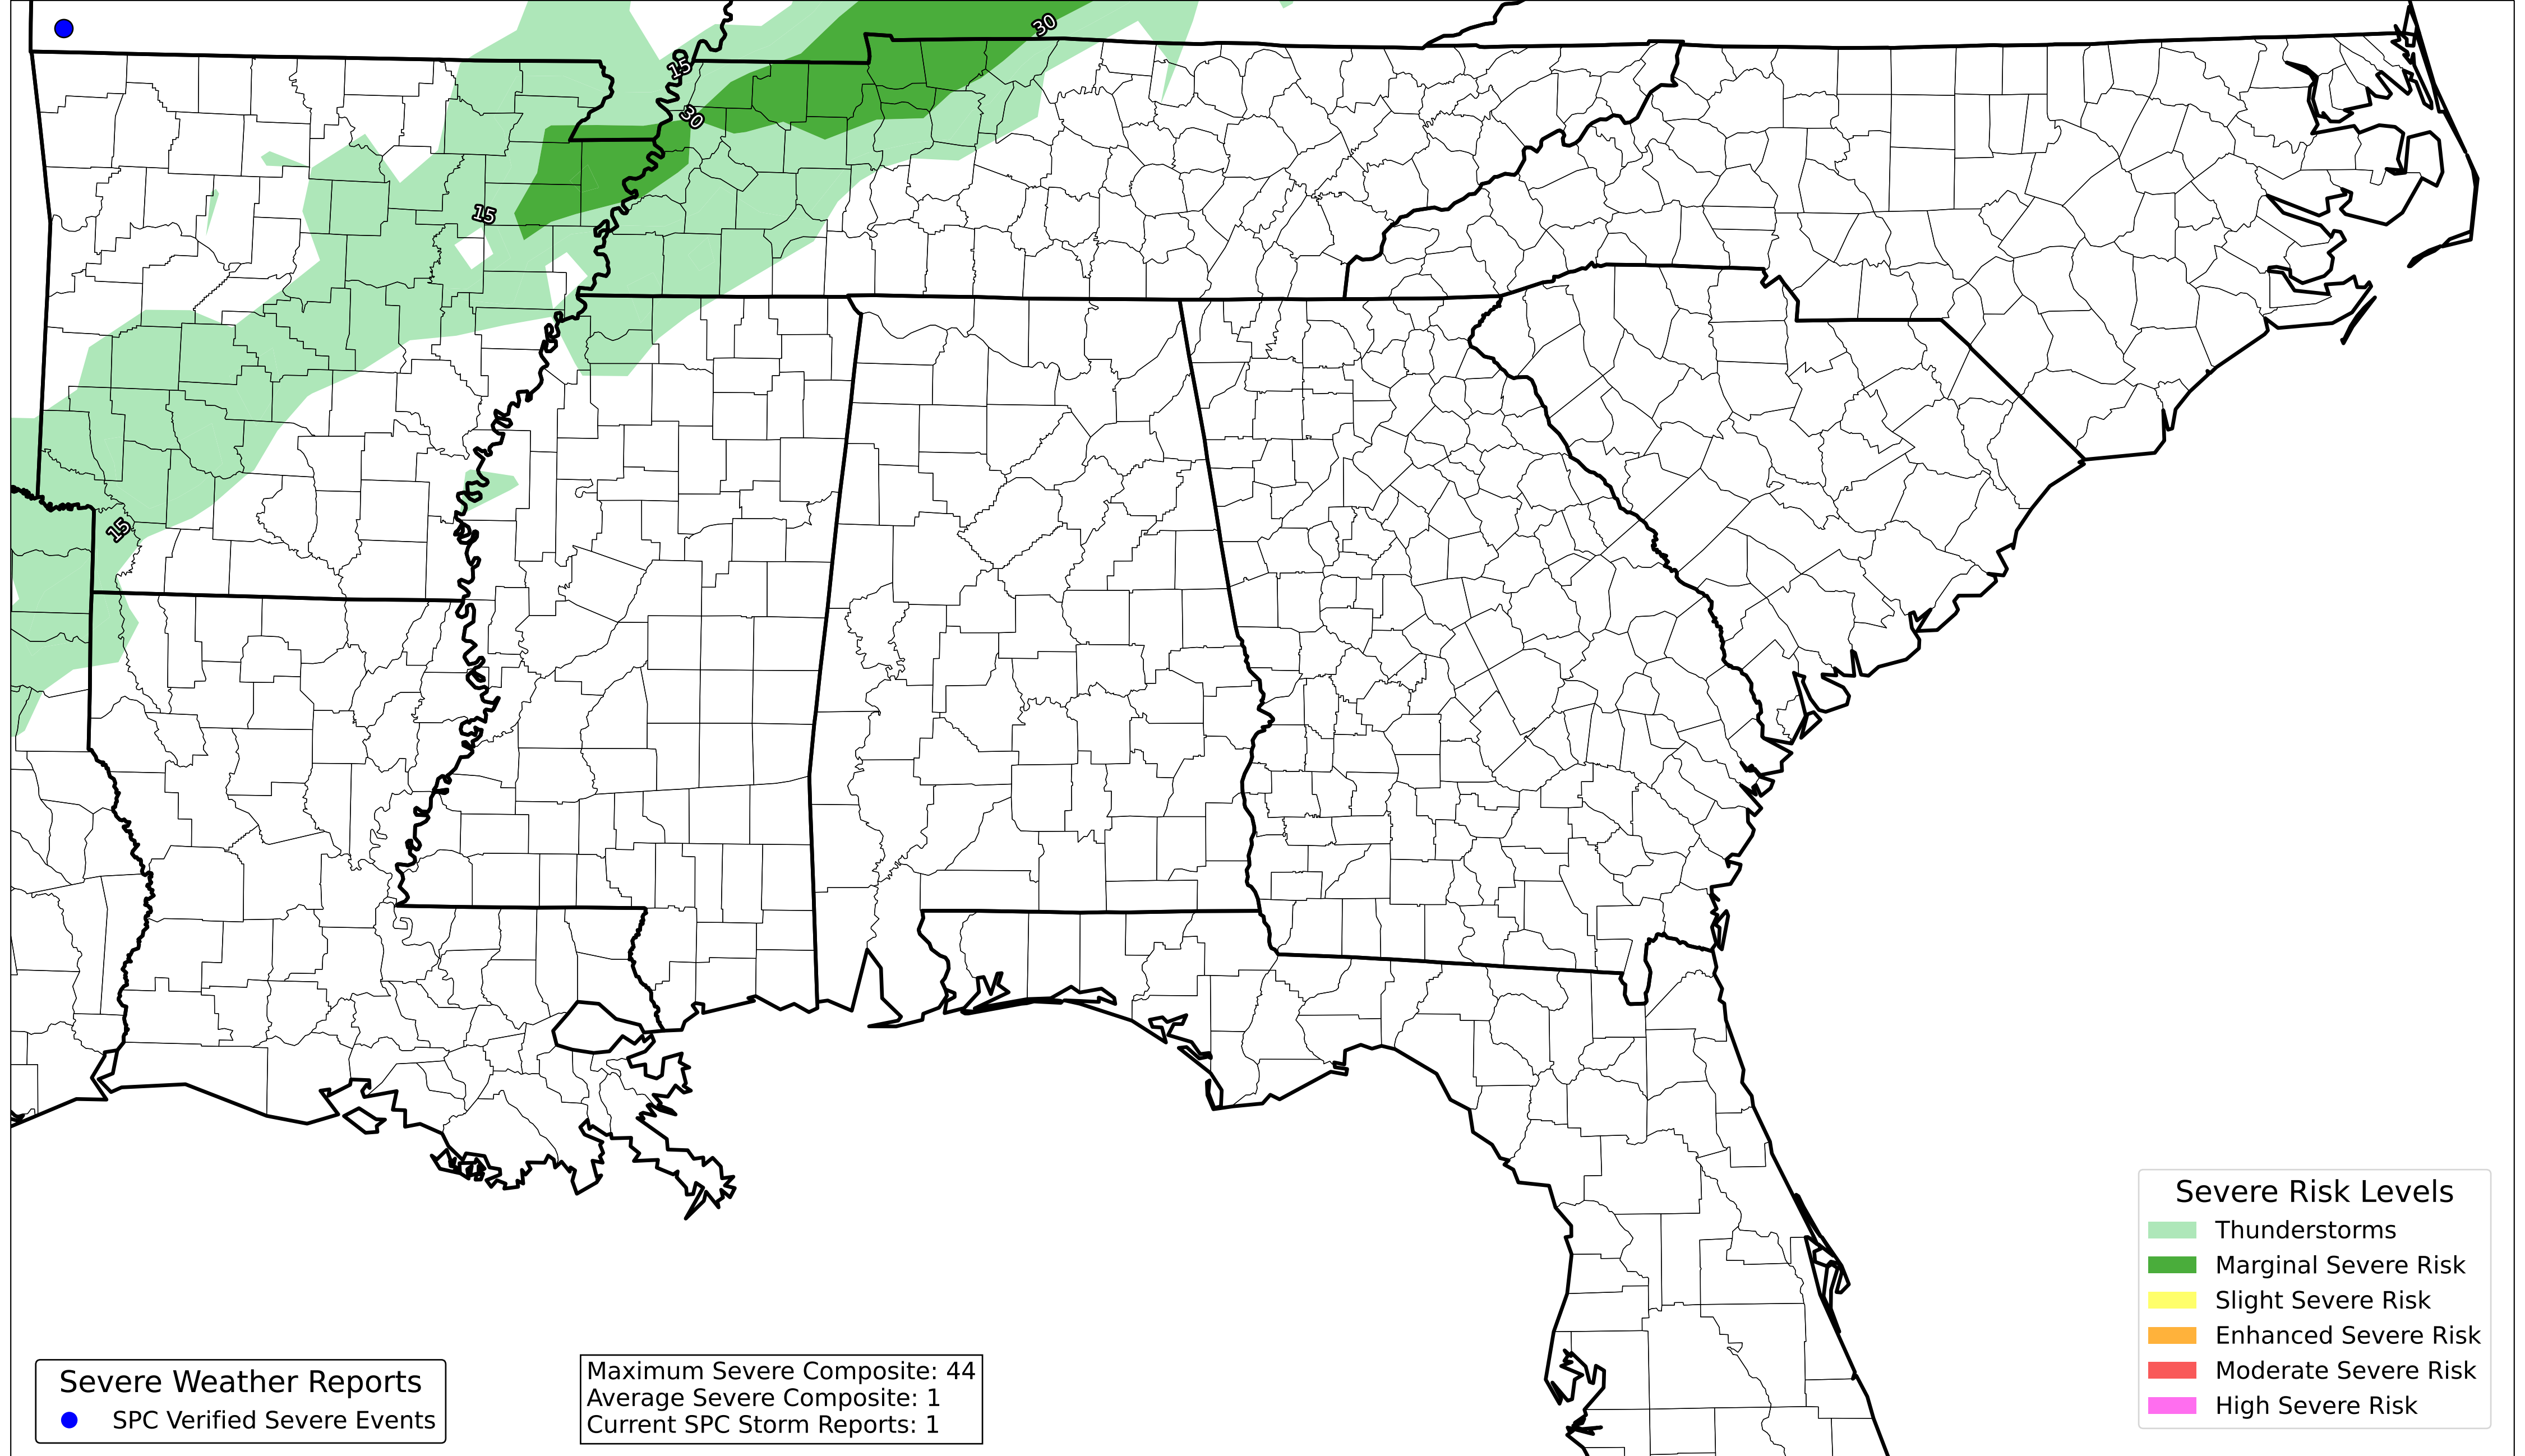 30
15
30
15
15
Severe Risk Levels
Thunderstorms
Marginal Severe Risk
Slight Severe Risk
Enhanced Severe Risk
Moderate Severe Risk
High Severe Risk
Severe Weather Reports
SPC Verified Severe Events
Maximum Severe Composite: 44
Average Severe Composite: 1
Current SPC Storm Reports: 1